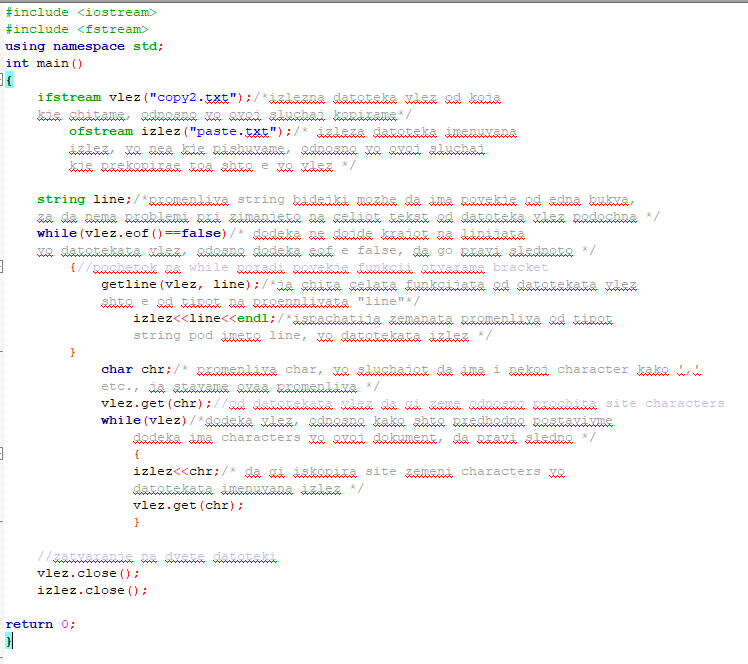 #include <iostream>
#include <fstream>
using namespace std;
int main()
{
ifstream vlez("copy2.txt");/*izlezna datoteka vlez od koja
kje chitame, odnosno vo ovoj sluchaj kopirame*/
ofstream izlez("paste.txt");/* izleza datoteka imenuvana
izlez, vo nea kje pishuvame, odnosno vo ovoj sluchaj
kje prekopirae toa shto e vo vlez */
string line;/*promenliva string bidejki mozhe da ima povekje od edna bukva,
za da nema problemi pri zimanjeto na celiot tekst od datoteka vlez podochna */
while(vlez.eof()==false)/* dodeka ne dojde krajot na linijata
vo datotekata vlez, odosno dodeka eof e false, da go pravi slednoto */
{//pochetok na while poradi povekje funkcii otvarame bracket
getline(vlez, line);/*ja chita celata funkcijata od datotekata vlez
shto e od tipot na proennlivata "line"*/
izlez<<line<<endl;/*ispachatija zemanata promenliva od tipot
string pod imeto line, vo datotekata izlez */
}
char chr;/* promenliva char, vo sluchajot da ima i nekoj character kako ','
etc., ja stavame ovaa promenliva */
vlez.get(chr);//od datotekata vlez da gi zeme odnosno prochita site characters
while(vlez)/*dodeka vlez, odnosno kako shto predhodno postavivme
dodeka ima characters vo ovoj dokument, da pravi sledno */
{
izlez<<chr;/* da gi iskopira site zemeni characters vo
datotekata imenuvana izlez */
vlez.get(chr);
}
//zatvaranje na dvete datoteki
vlez.close();
izlez.close();
return 0;
}